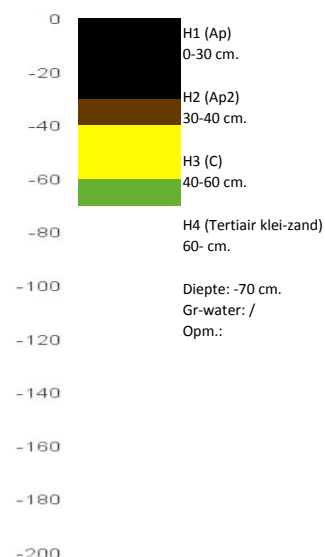 0
-20
-40
-60
-80
-100
-120
-140
-160
-180
-200
H1 (Ap)
0-30 cm.
H2 (Ap2)
30-40 cm.
H3 (C)
40-60 cm.
H4 (Tertiair klei-zand)
60- cm.
Diepte: -70 cm.
Gr-water: /
Opm.: